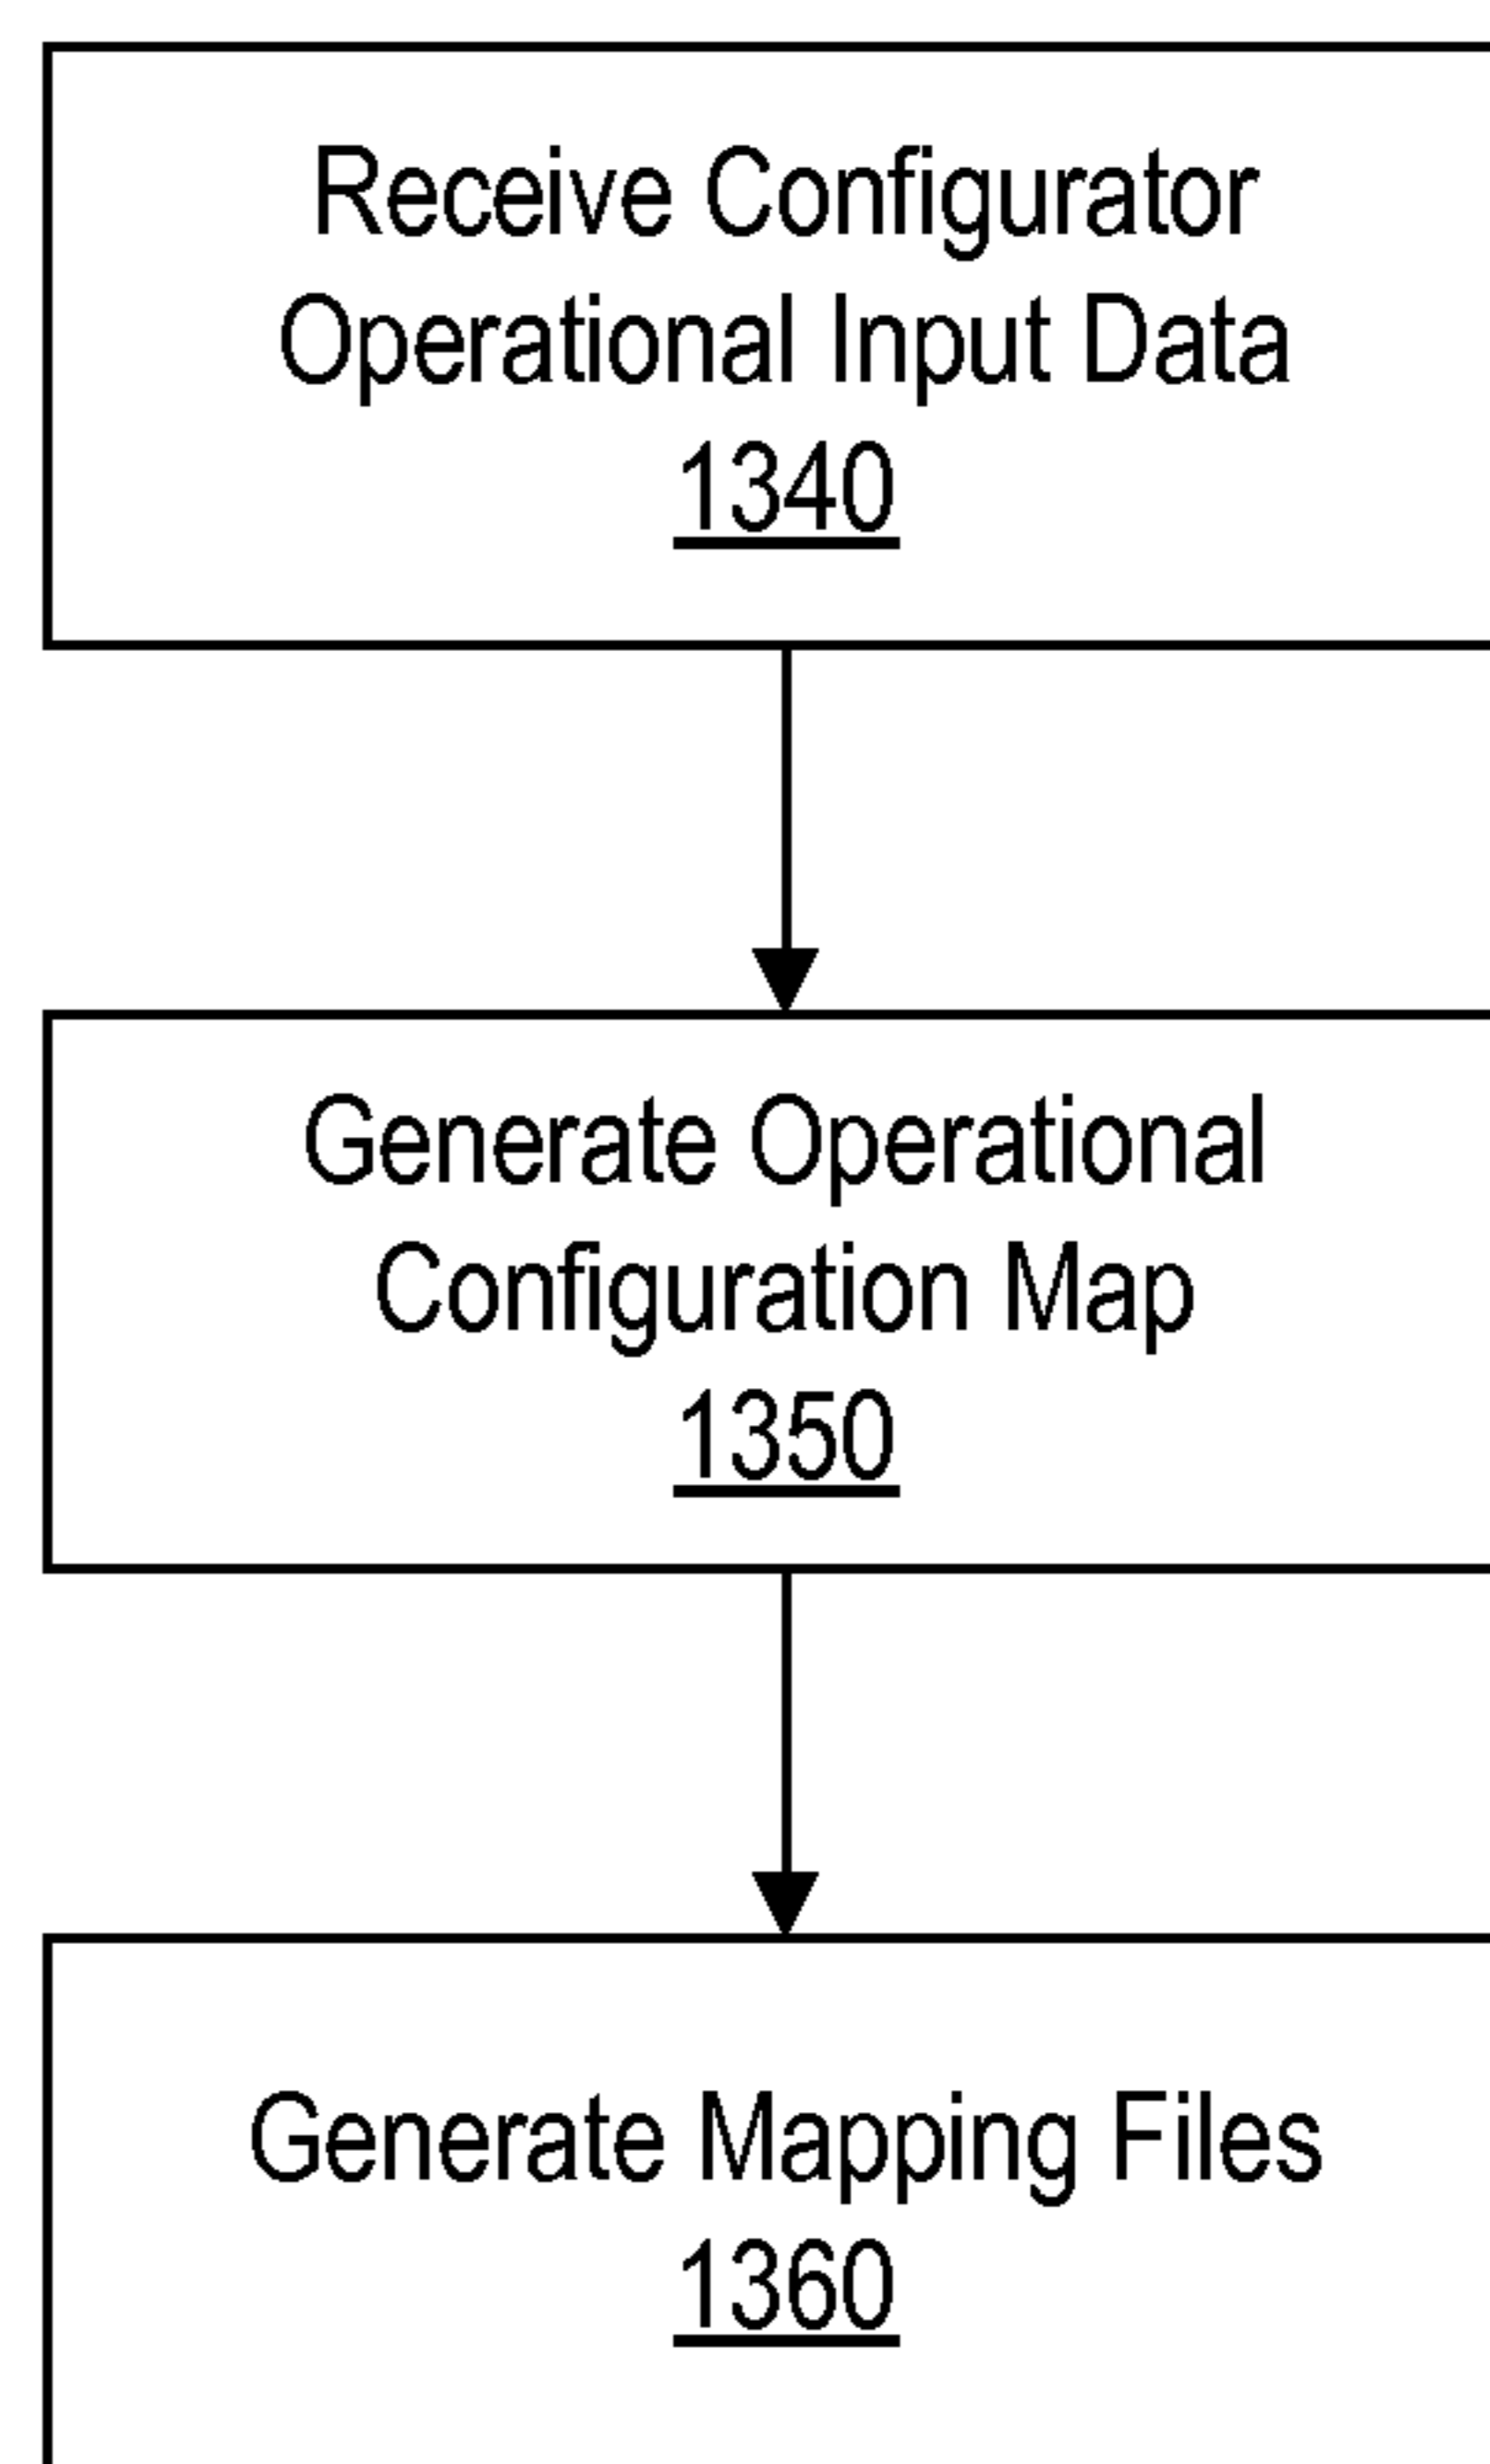 Receive Configurator
Operational Input Data
1340
Generate Operational
Configuration Map
1350
Generate Mapping Files
1360